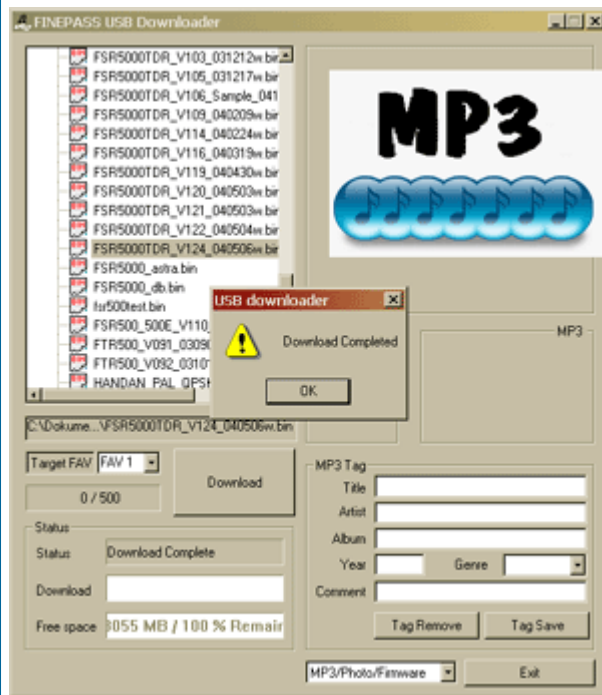 FINEPASS USB Downloader
FSR5000TDR_V103_031212w.bin
FSR5000TDR_V105_031217w.bin
FSR5000TDR_V106_Sample_041
FSR5000TDR_V109_040209w.bin
FSR5000TDR_V114_040224w.bin
FSR5000TDR_V116_040319w.bin
FSR5000TDR_V119_040430w.bin
FSR5000TDR_V120_040503w.bin
FSR5000TDR_V121_040503w.bin
FSR5000TDR_V122_040504w.bin
FSR5000TDR_V124_040506w.bin
FSR5000_astra.bin
FSR5000_db.bin
fsr500test.bin
FSR500_500E_V110_
FTR500_V091_0309
FTR500_V092_0310
HANDAN_PAL_QPSK
MP3
USB downloader
Download Completed
OK
MP3
C:\Dokume...\FSR5000TDR_V124_040506w.bin
Target FAV FAV 1
Download
0 / 500
Status
Status Download Complete
Download
Free space 3055 MB / 100 % Remain
MP3 Tag
Title
Artist
Album
Year Genre
Comment
Tag Remove Tag Save
MP3/Photo/Firmware Exit